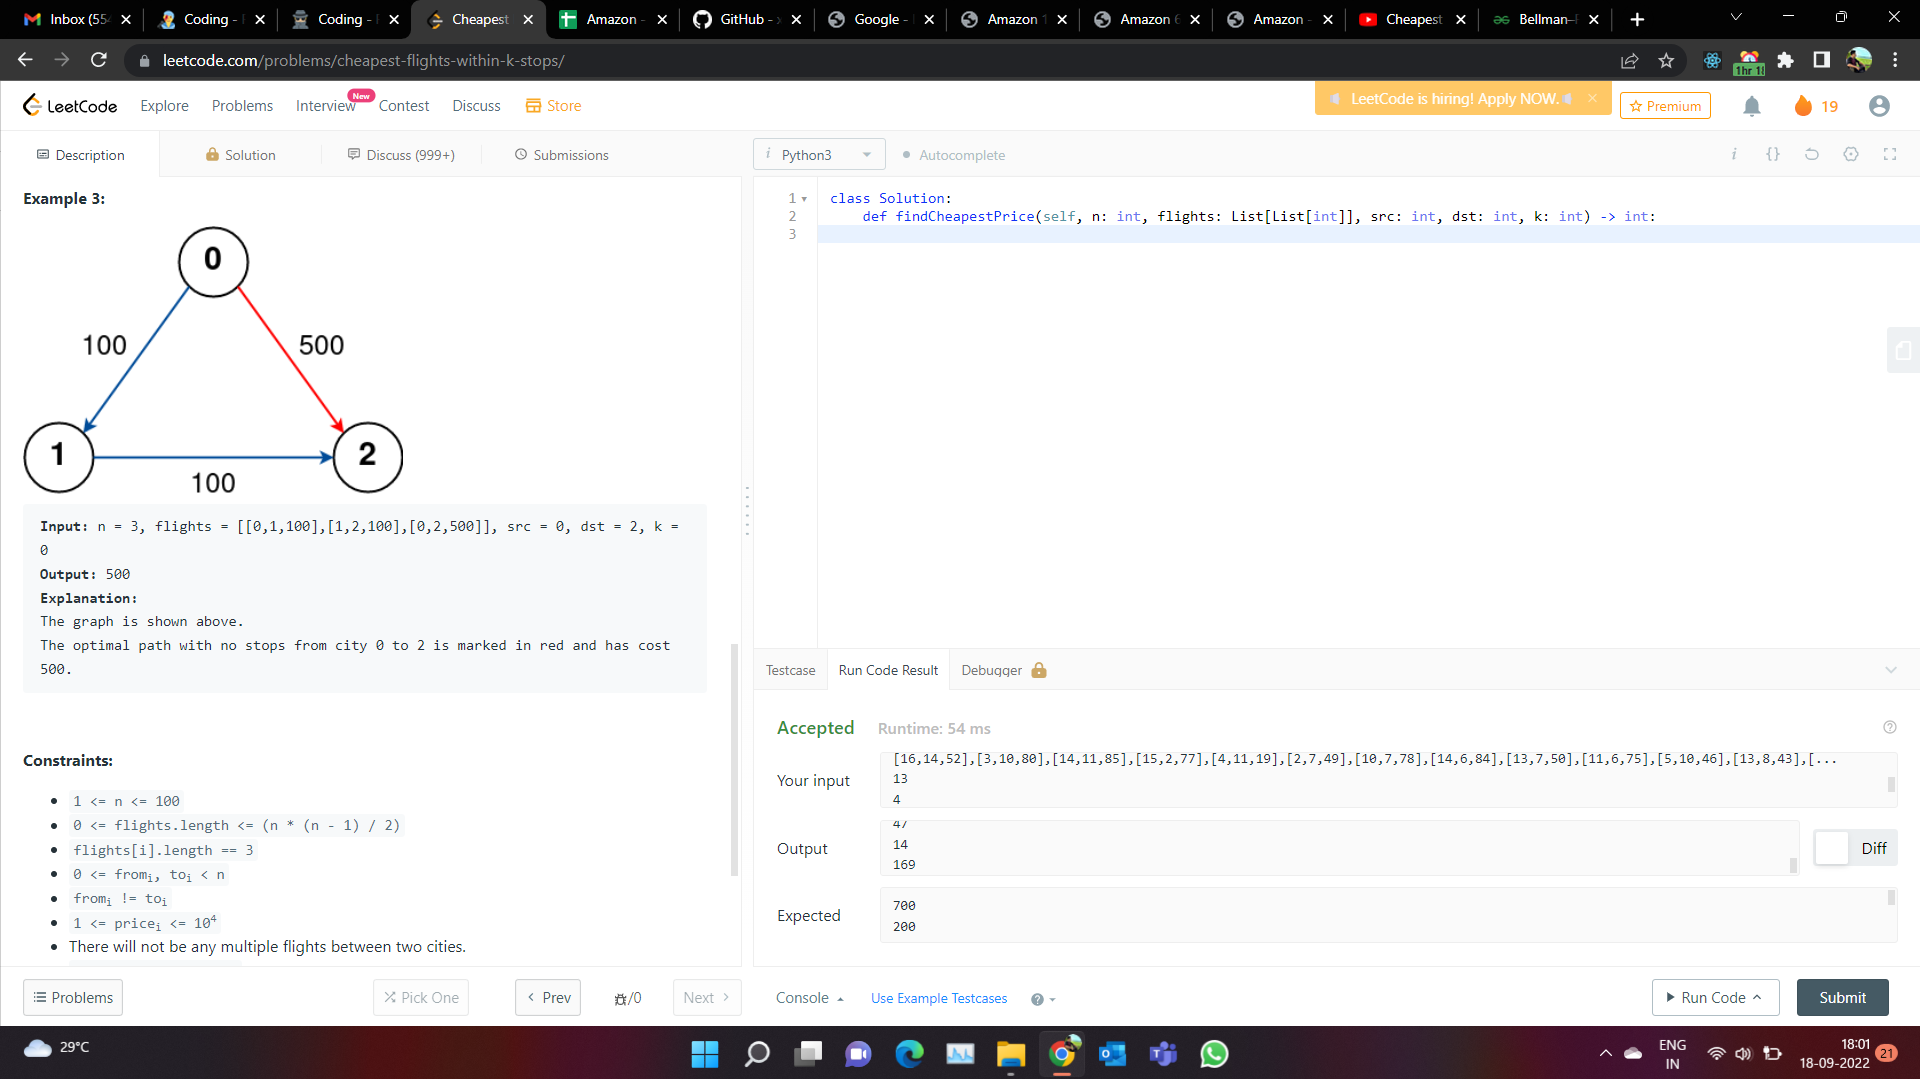 Inbox (55
Coding -
Coding -
Cheapest
Amazon -
GitHub -
Google -
Amazon
Amazon
Amazon -
Cheapest
Bellman-
leetcode.com/problems/cheapest-flights-within-k-stops/
LeetCode
Explore
Problems
Interview
New
Contest
Discuss
Store
LeetCode is hiring! Apply NOW.
Premium
19
Description
Solution
Discuss (999+)
Submissions
i Python3
Autocomplete
i {}
Example 3:
0
100
500
1
2
100
Input: n = 3, flights = [[0,1,100],[1,2,100],[0,2,500]], src = 0, dst = 2, k =
0
Output: 500
Explanation:
The graph is shown above.
The optimal path with no stops from city 0 to 2 is marked in red and has cost
500.
Constraints:
1 <= n <= 100
0 <= flights.length <= (n * (n - 1) / 2)
flights[i].length == 3
0 <= fromi, toi < n
fromi != toi
1 <= pricei <= 10^4
There will not be any multiple flights between two cities.
1 class Solution:
2 def findCheapestPrice(self, n: int, flights: List[List[int]], src: int, dst: int, k: int) -> int:
3
Testcase
Run Code Result
Debugger
Accepted
Runtime: 54 ms
Your input
[16,14,52],[3,10,80],[14,11,85],[15,2,77],[4,11,19],[2,7,49],[10,7,78],[14,6,84],[13,7,50],[11,6,75],[5,10,46],[13,8,43],[...
13
4
Output
47
14
169
Diff
Expected
700
200
Problems
Pick One
Prev
/0
Next
Console
Use Example Testcases
Run Code
Submit
29°C
ENG
IN
18:01
18-09-2022
21